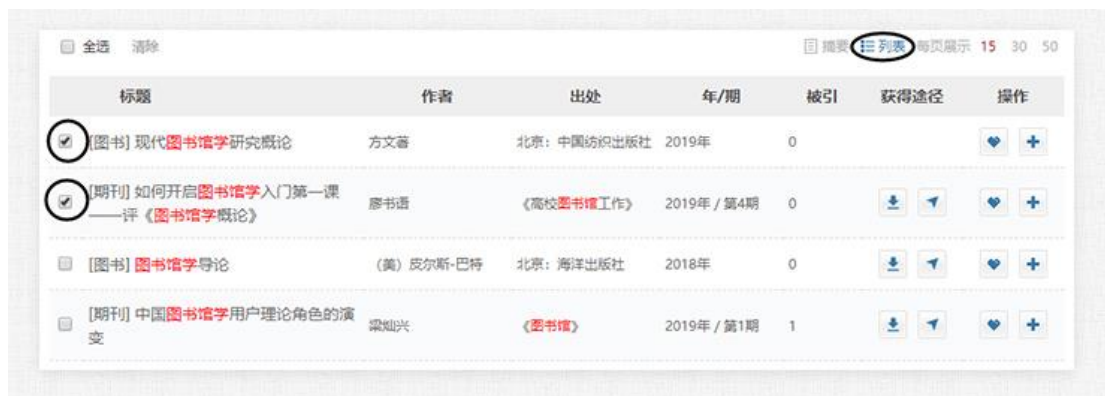 全选 清除 摘要 列表 每页展示 15 30 50
标题 作者 出处 年/期 被引 获得途径 操作
[图书] 现代图书馆学研究概论 方文著 北京：中国纺织出版社 2019年 0
[期刊] 如何开启图书馆学入门第一课
——评《图书馆学概论》 廖书语 《高校图书馆工作》 2019年 / 第4期 0
[图书] 图书馆学导论 （美）皮尔斯·巴特 北京：海洋出版社 2018年 0
[期刊] 中国图书馆学用户理论角色的演
变 梁灿兴 《图书馆》 2019年 / 第1期 1